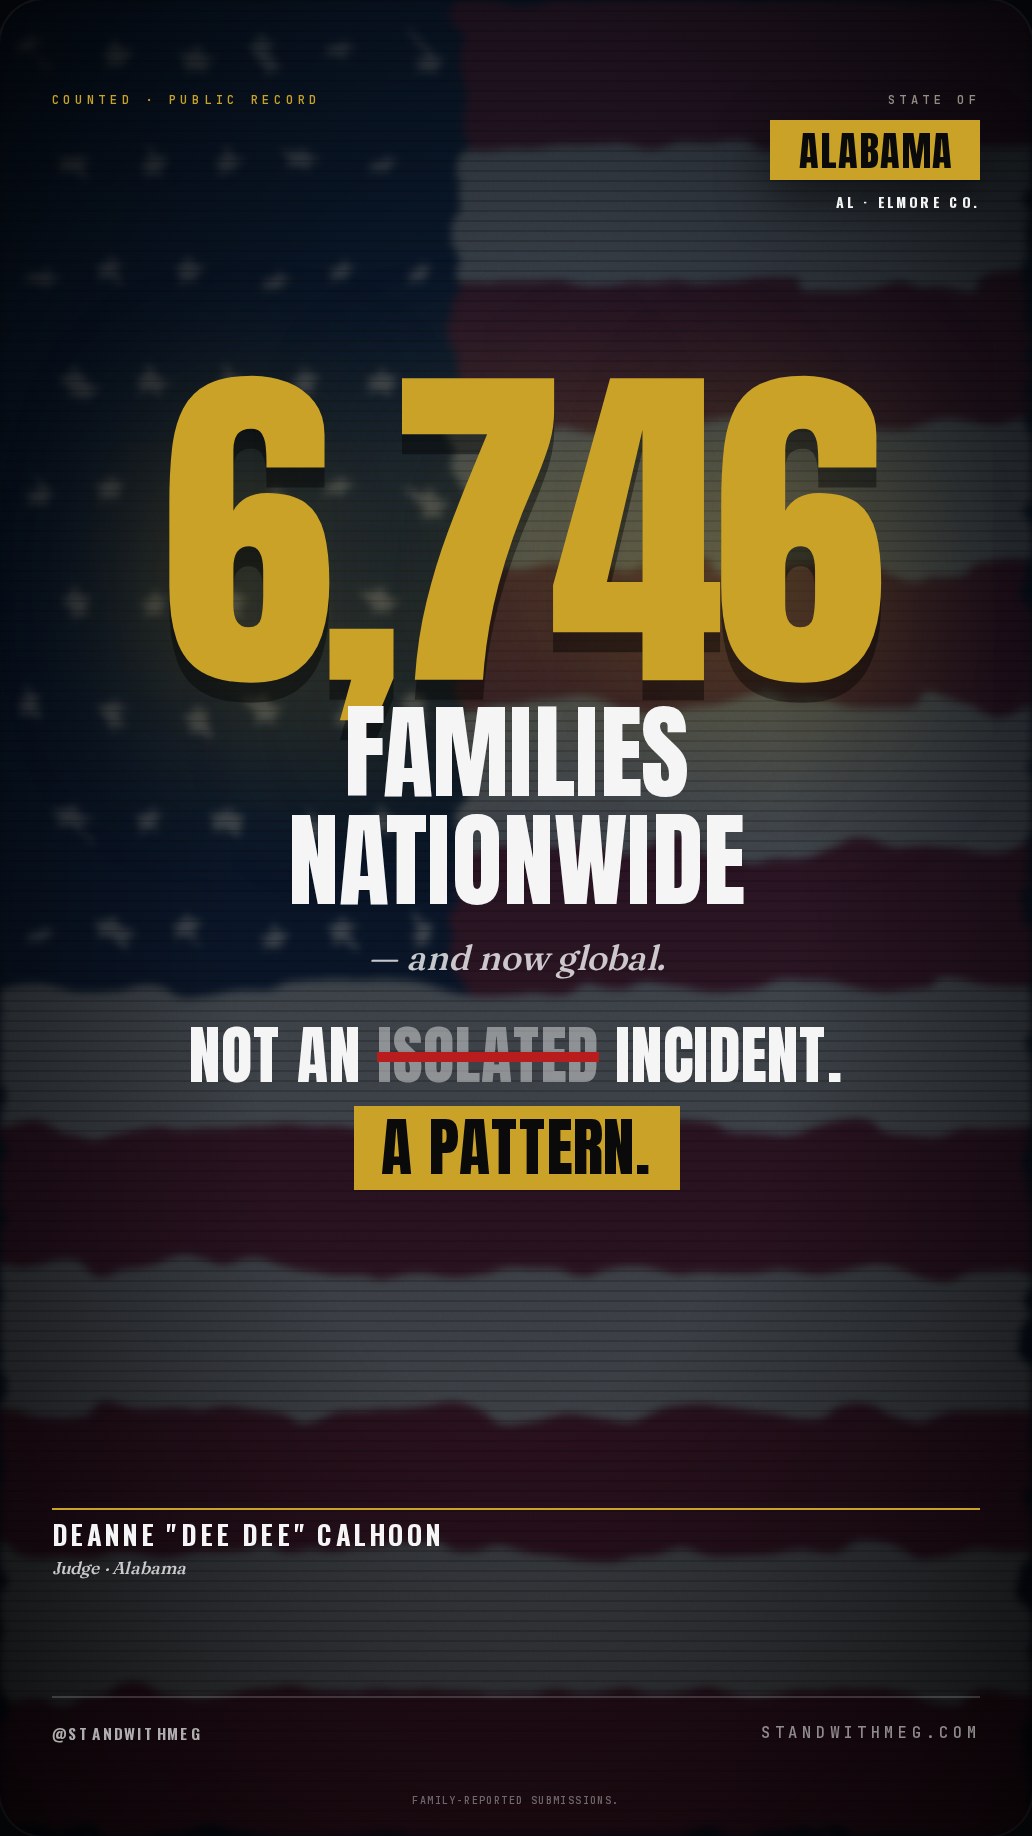 COUNTED · PUBLIC RECORD
STATE OF
ALABAMA
AL · ELMORE CO.
6,746
FAMILIES
NATIONWIDE
— and now global.
NOT AN ISOLATED INCIDENT.
A PATTERN.
DEANNE "DEE DEE" CALHOON
Judge · Alabama
@STANDWITHMEG
STANDWITHMEG.COM
FAMILY-REPORTED SUBMISSIONS.